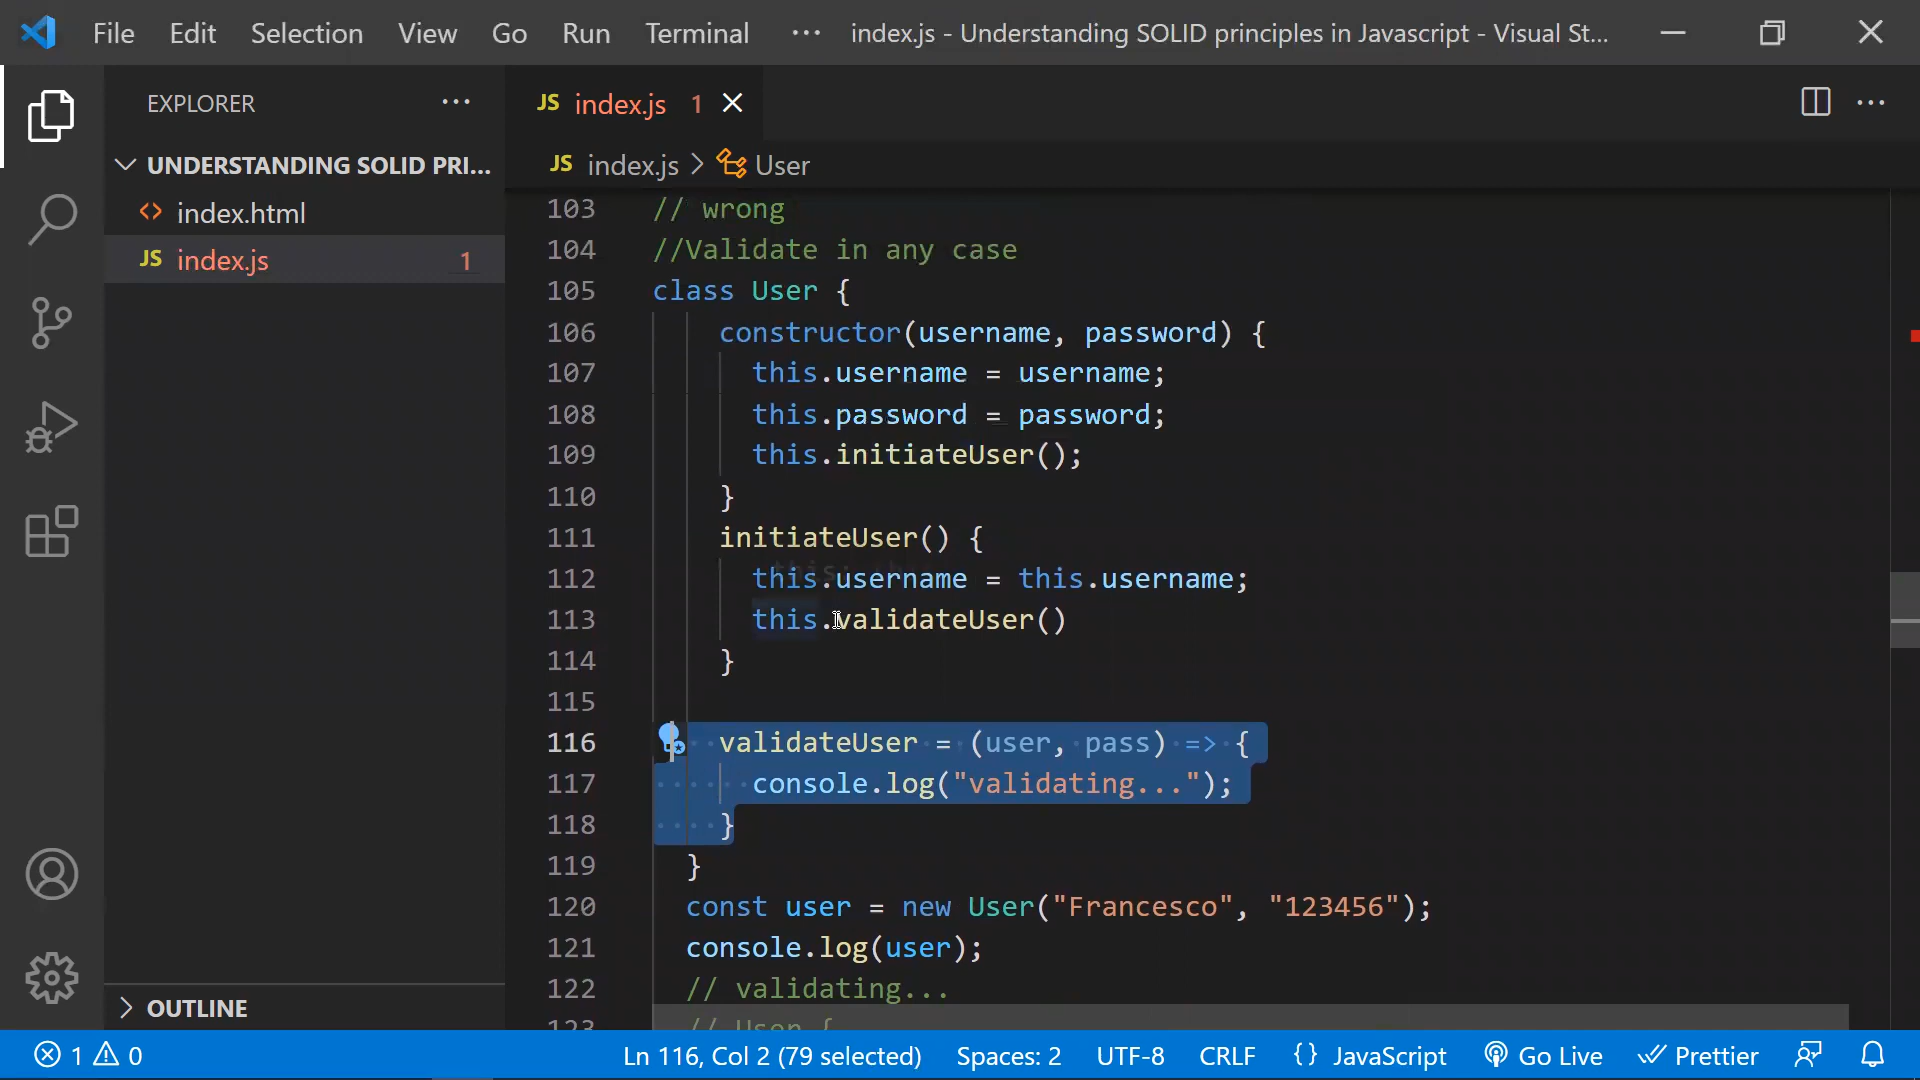 File Edit Selection View Go Run Terminal ··· index.js - Understanding SOLID principles in Javascript - Visual St...
EXPLORER ···
JS index.js 1
UNDERSTANDING SOLID PRI...
JS index.js > User
<> index.html
JS index.js 1
103 // wrong
104 //Validate in any case
105 class User {
106 constructor(username, password) {
107 this.username = username;
108 this.password = password;
109 this.initiateUser();
110 }
111 initiateUser() {
112 this.username = this.username;
113 this.validateUser()
114 }
115
116 validateUser = (user, pass) => {
117 console.log("validating...");
118 }
119 }
120 const user = new User("Francesco", "123456");
121 console.log(user);
122 // validating...
123 // User {
OUTLINE
1 0 Ln 116, Col 2 (79 selected) Spaces: 2 UTF-8 CRLF {} JavaScript Go Live Prettier